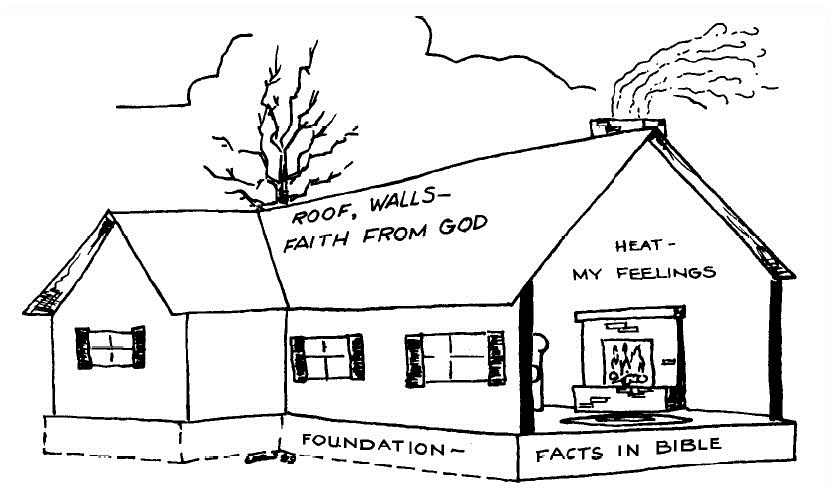 ROOF, WALLS-
FAITH FROM GOD
HEAT-
MY FEELINGS
FOUNDATION- FACTS IN BIBLE